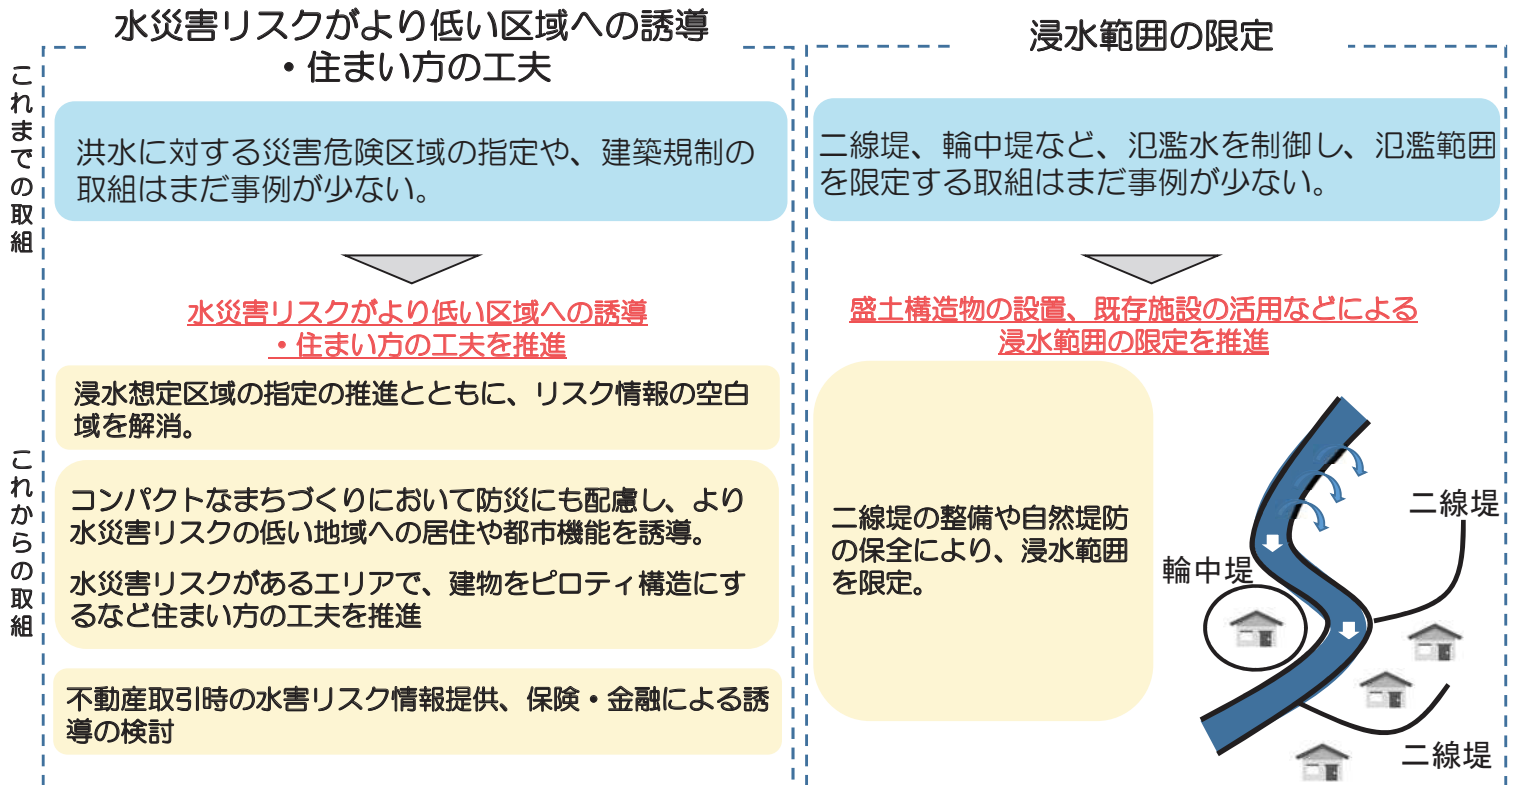 水災害リスクがより低い区域への誘導
・住まい方の工夫
これまでの取組
洪水に対する災害危険区域の指定や、建築規制の
取組はまだ事例が少ない。
水災害リスクがより低い区域への誘導
・住まい方の工夫を推進
これからの取組
浸水想定区域の指定の推進とともに、リスク情報の空白
域を解消。
コンパクトなまちづくりにおいて防災にも配慮し、より
水災害リスクの低い地域への居住や都市機能を誘導。
水災害リスクがあるエリアで、建物をピロティ構造にす
るなど住まい方の工夫を推進
不動産取引時の水害リスク情報提供、保険・金融による誘
導の検討
浸水範囲の限定
二線堤、輪中堤など、氾濫水を制御し、氾濫範囲
を限定する取組はまだ事例が少ない。
盛土構造物の設置、既存施設の活用などによる
浸水範囲の限定を推進
二線堤の整備や自然堤防
の保全により、浸水範囲
を限定。
二線堤
輪中堤
二線堤